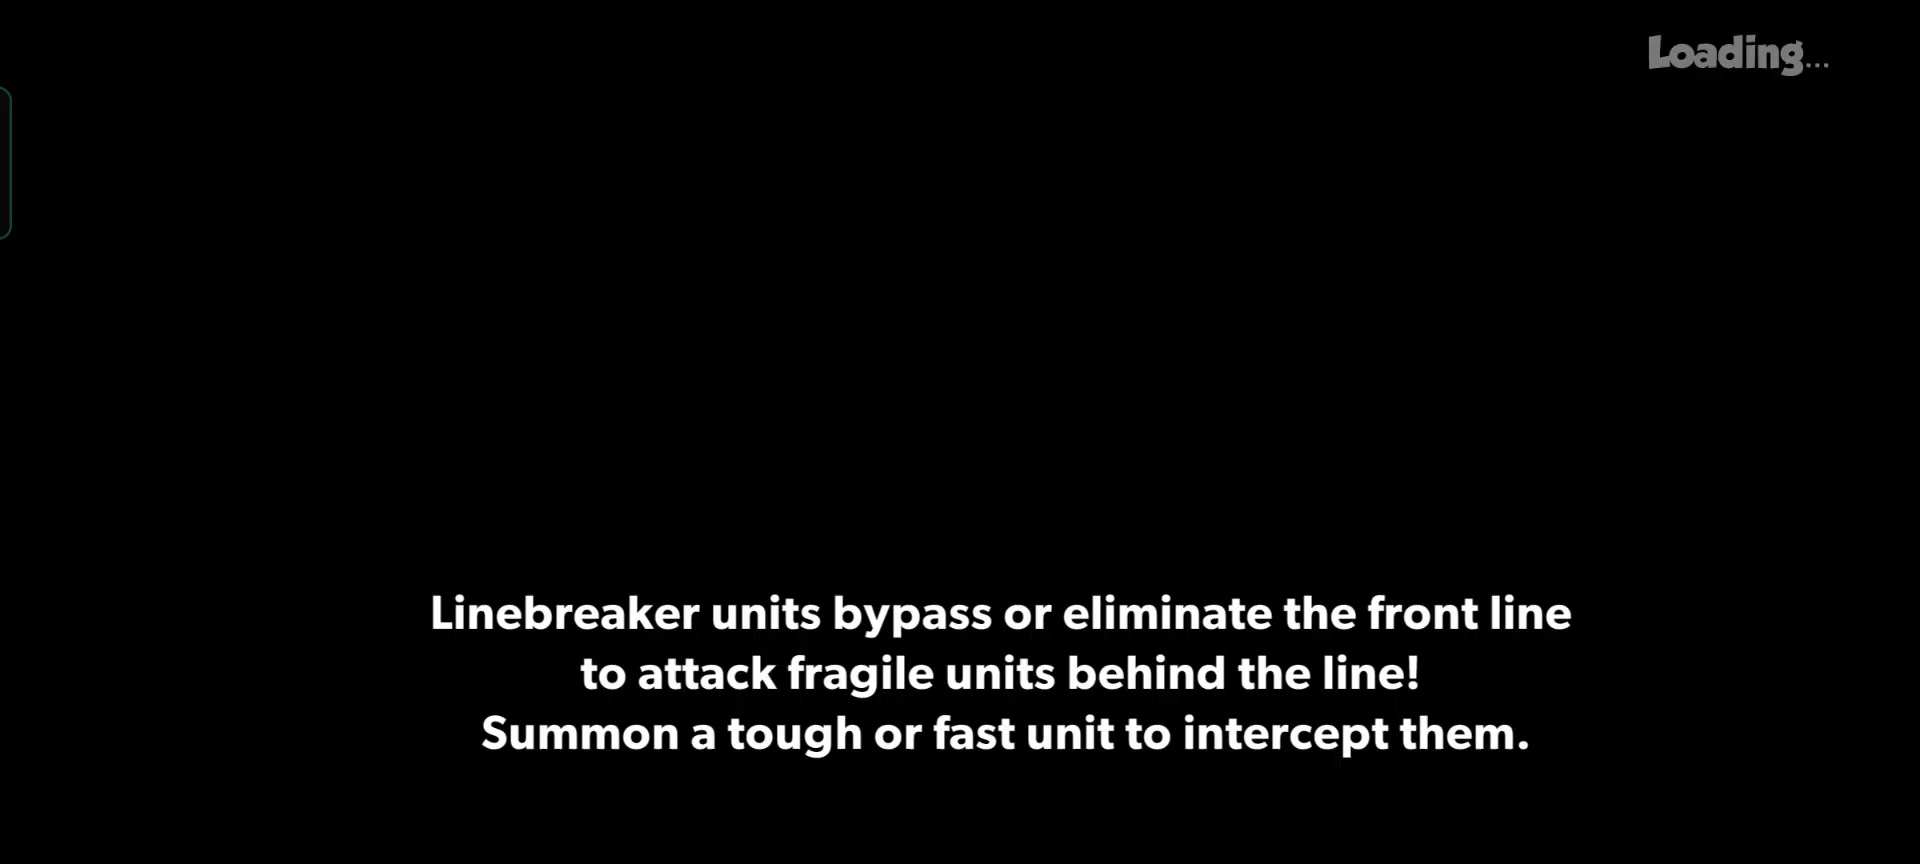 Loading...
Linebreaker units bypass or eliminate the front line
to attack fragile units behind the line!
Summon a tough or fast unit to intercept them.